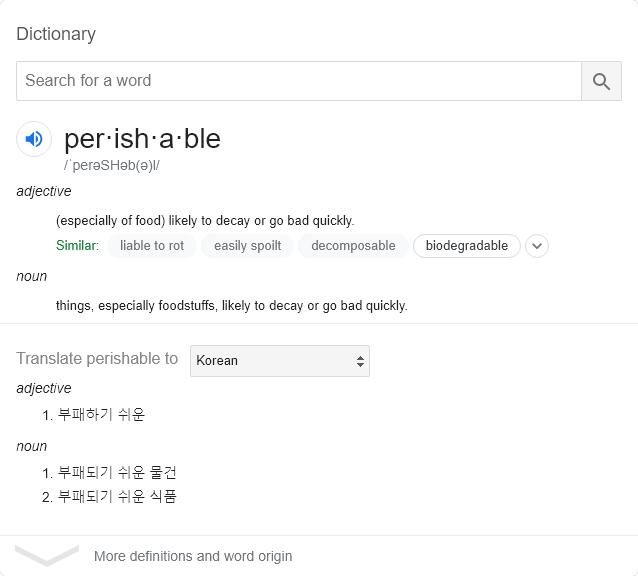 Dictionary
Search for a word
per·ish·a·ble
/ˈperəSHəb(ə)l/
adjective
(especially of food) likely to decay or go bad quickly.
Similar: liable to rot easily spoilt decomposable biodegradable
noun
things, especially foodstuffs, likely to decay or go bad quickly.
Translate perishable to Korean
adjective
1. 부패하기 쉬운
noun
1. 부패되기 쉬운 물건
2. 부패되기 쉬운 식품
More definitions and word origin